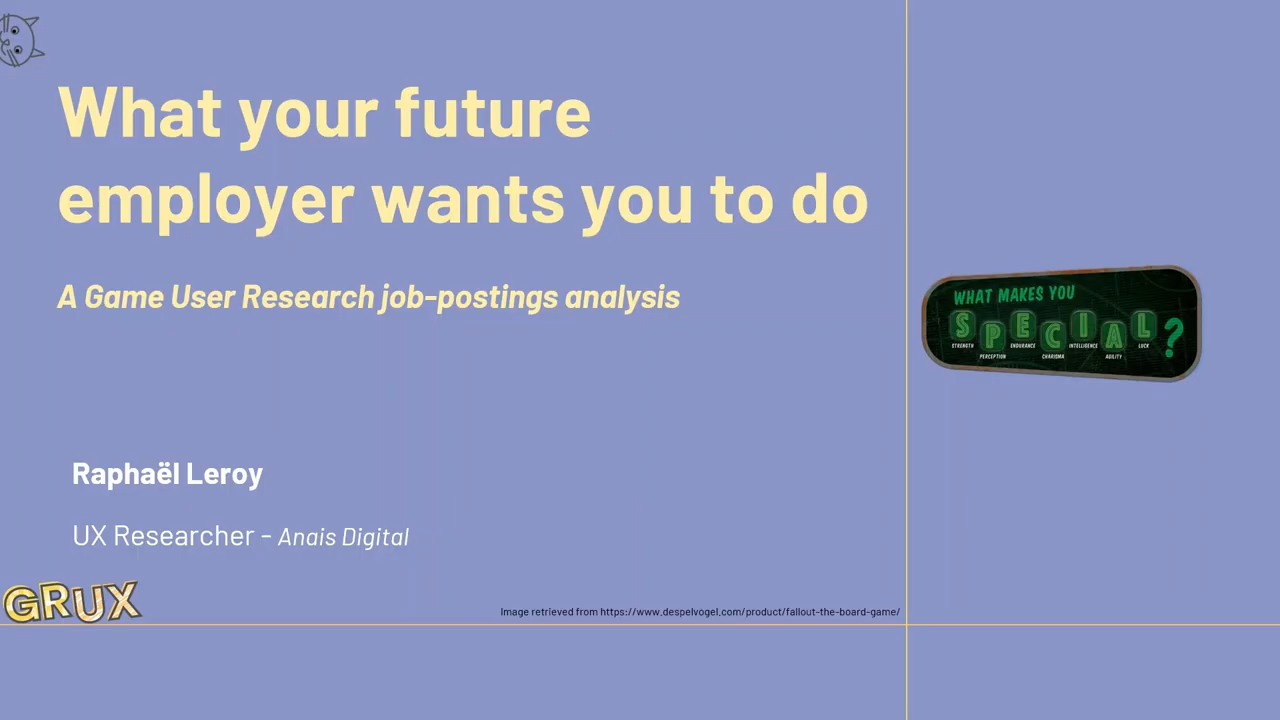 What your future
employer wants you to do
A Game User Research job-postings analysis
WHAT MAKES YOU
S P E C I A L ?
STRENGTH PERCEPTION ENDURANCE CHARISMA INTELLIGENCE AGILITY LUCK
Raphaël Leroy
UX Researcher - Anais Digital
GRUX
Image retrieved from https://www.despelvogel.com/product/fallout-the-board-game/